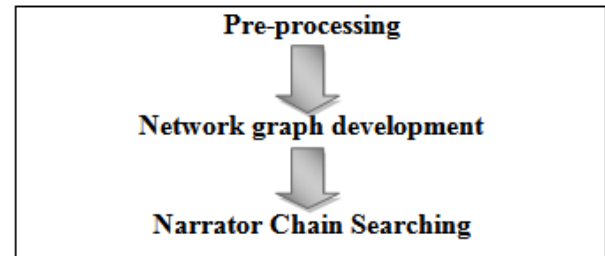 Pre-processing
Network graph development
Narrator Chain Searching